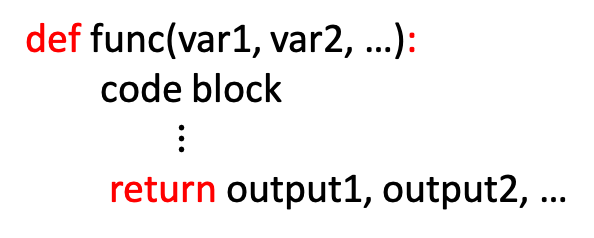 def func(var1, var2, ...):
code block
⋮
return output1, output2, ...